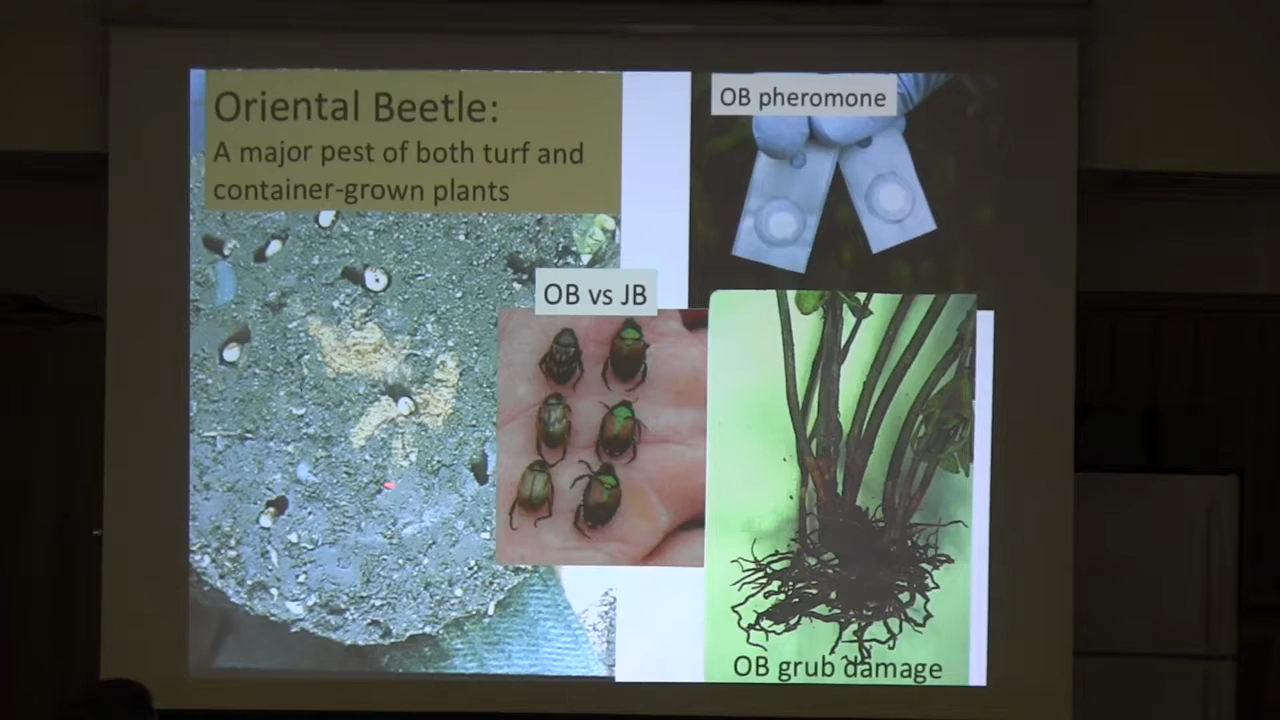 Oriental Beetle:
A major pest of both turf and
container-grown plants
OB pheromone
OB vs JB
OB grub damage